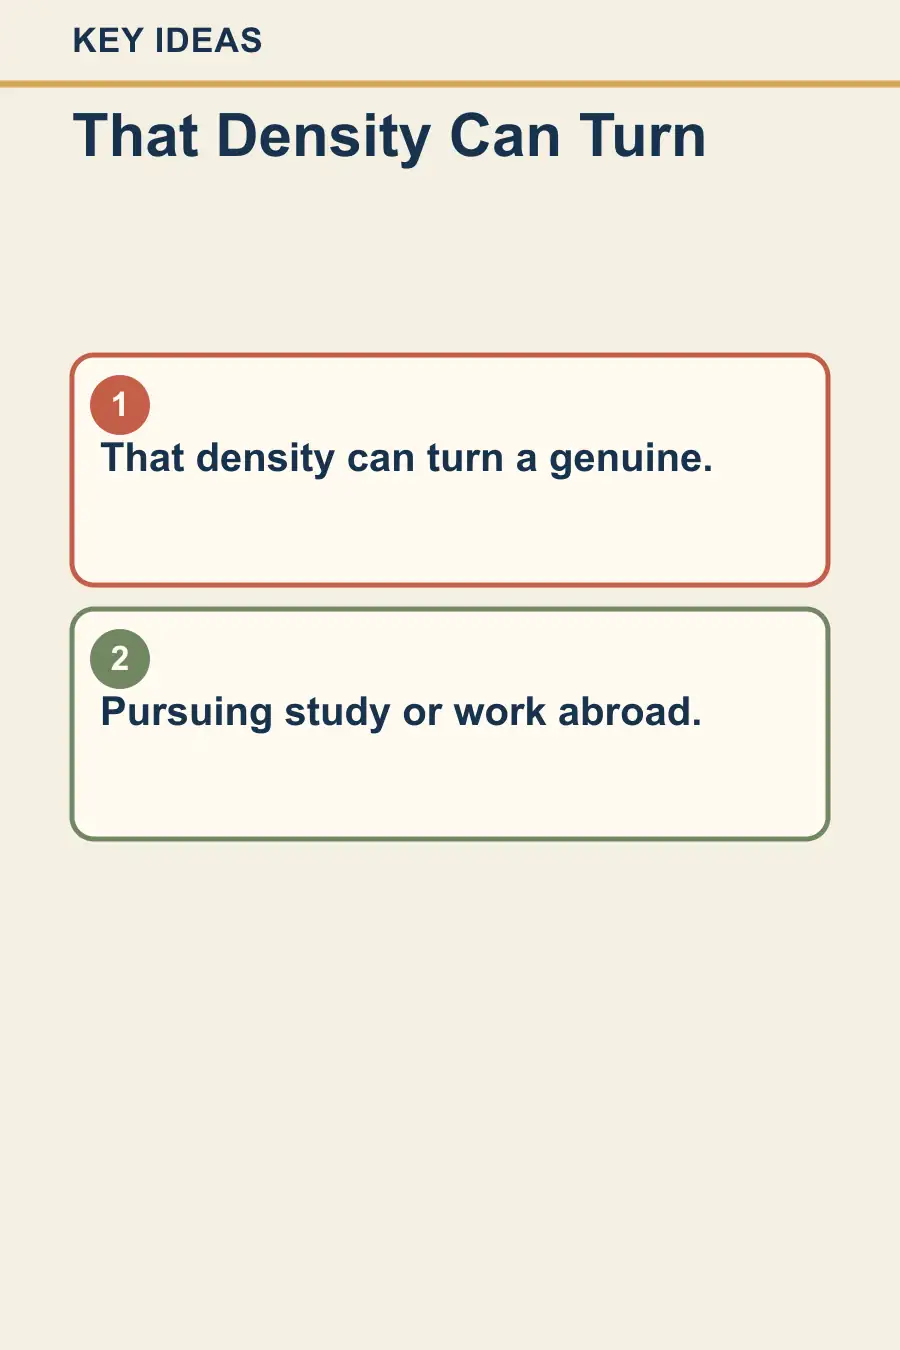 KEY IDEAS
That Density Can Turn
1
That density can turn a genuine.
2
Pursuing study or work abroad.